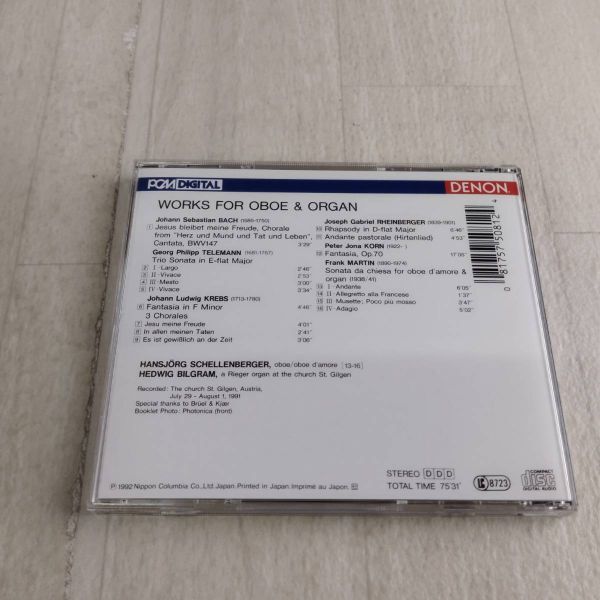 PCM DIGITAL
DENON
WORKS FOR OBOE & ORGAN
Johann Sebastian BACH (1685-1750)
1 Jesus bleibet meine Freude, Chorale
from "Herz und Mund und Tat und Leben",
Cantata, BWV147 3'29"
Georg Philipp TELEMANN (1681-1767)
Trio Sonata in E-flat Major
2 I-Largo 2'46"
3 II-Vivace 2'53"
4 III-Mesto 3'00"
5 IV-Vivace 3'34"
Johann Ludwig KREBS (1713-1780)
6 Fantasia in F Minor 4'46"
3 Chorales
7 Jesu meine Freude 4'01"
8 In allen meinen Taten 2'41"
9 Es ist gewißlich an der Zeit 3'06"
Joseph Gabriel RHEINBERGER (1839-1901)
10 Rhapsody in D-flat Major 6'46"
11 Andante pastorale (Hirtenlied) 4'53"
Peter Jona KORN (1922- )
12 Fantasia, Op.70 17'08"
Frank MARTIN (1890-1974)
Sonata da chiesa for oboe d'amore &
organ (1938/41)
13 I-Andante 6'05"
14 II-Allegretto alla Francese 1'37"
15 III-Musette: Poco più mosso 3'47"
16 IV-Adagio 5'02"
HANSJÖRG SCHELLENBERGER, oboe/oboe d'amore [13-16]
HEDWIG BILGRAM, a Rieger organ at the church St. Gilgen
Recorded: The church St. Gilgen, Austria,
July 29 - August 1, 1991
Special thanks to Brüel & Kjær
Booklet Photo: Photonica (front)
℗1992 Nippon Columbia Co.,Ltd. Japan. Printed in Japan Imprimé au Japon.
STEREO DDD
TOTAL TIME 75'31"
LC 8723
COMPACT
disc
DIGITAL AUDIO
0 81757 50812 4